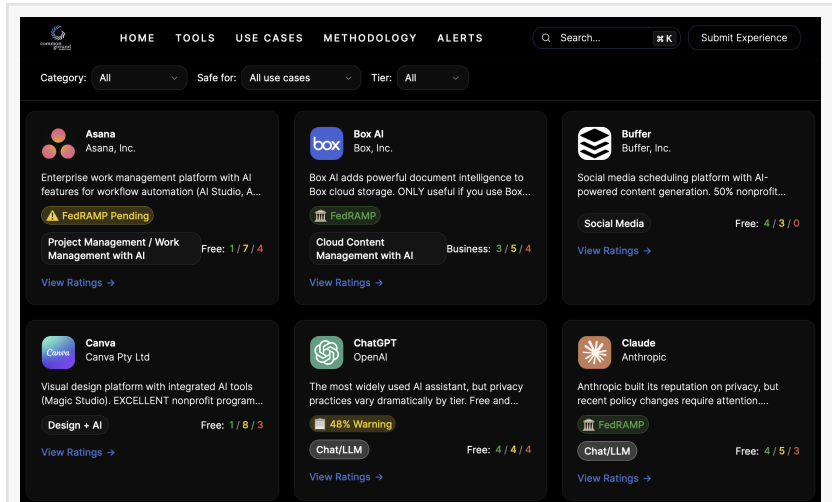 common
ground
HOME TOOLS USE CASES METHODOLOGY ALERTS Search... ⌘ K Submit Experience
Category: All Safe for: All use cases Tier: All
Asana
Asana, Inc.
Enterprise work management platform with AI
features for workflow automation (AI Studio, A...
FedRAMP Pending
Project Management / Work
Management with AI
Free: 1 / 7 / 4
View Ratings →
box
Box AI
Box, Inc.
Box AI adds powerful document intelligence to
Box cloud storage. ONLY useful if you use Box...
FedRAMP
Cloud Content
Management with AI
Business: 3 / 5 / 4
View Ratings →
Buffer
Buffer, Inc.
Social media scheduling platform with AI-
powered content generation. 50% nonprofit...
Social Media Free: 4 / 3 / 0
View Ratings →
Canva
Canva
Canva Pty Ltd
Visual design platform with integrated AI tools
(Magic Studio). EXCELLENT nonprofit program...
Design + AI Free: 1 / 8 / 3
View Ratings →
ChatGPT
OpenAI
The most widely used AI assistant, but privacy
practices vary dramatically by tier. Free and...
48% Warning
Chat/LLM Free: 4 / 4 / 4
View Ratings →
Claude
Anthropic
Anthropic built its reputation on privacy, but
recent policy changes require attention....
FedRAMP
Chat/LLM Free: 4 / 5 / 3
View Ratings →